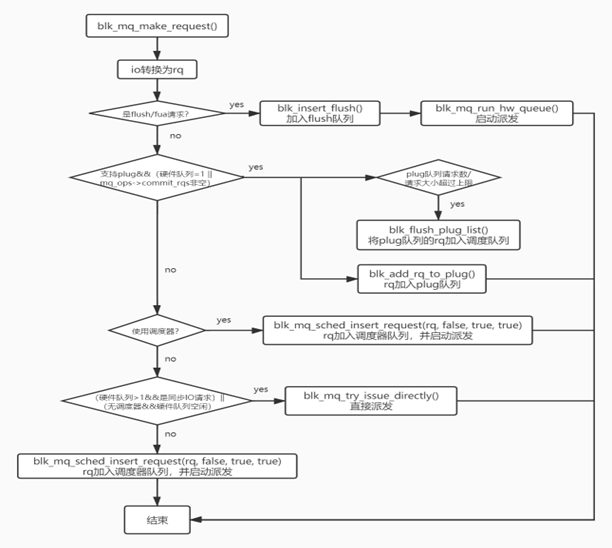 blk_mq_make_request()
io转换为rq
是flush/fua请求?
yes
blk_insert_flush()
加入flush队列
blk_mq_run_hw_queue()
启动派发
no
支持plug&&（硬件队列=1 ||
mq_ops->commit_rqs非空）
yes
plug队列请求数/
请求大小超过上限
yes
blk_flush_plug_list()
将plug队列的rq加入调度队列
blk_add_rq_to_plug()
rq加入plug队列
no
使用调度器?
yes
blk_mq_sched_insert_request(rq, false, true, true)
rq加入调度器队列，并启动派发
no
（硬件队列>1&&是同步IO请求）||
（无调度器&&硬件队列空闲）
yes
blk_mq_try_issue_directly()
直接派发
no
blk_mq_sched_insert_request(rq, false, true, true)
rq加入调度器队列，并启动派发
结束